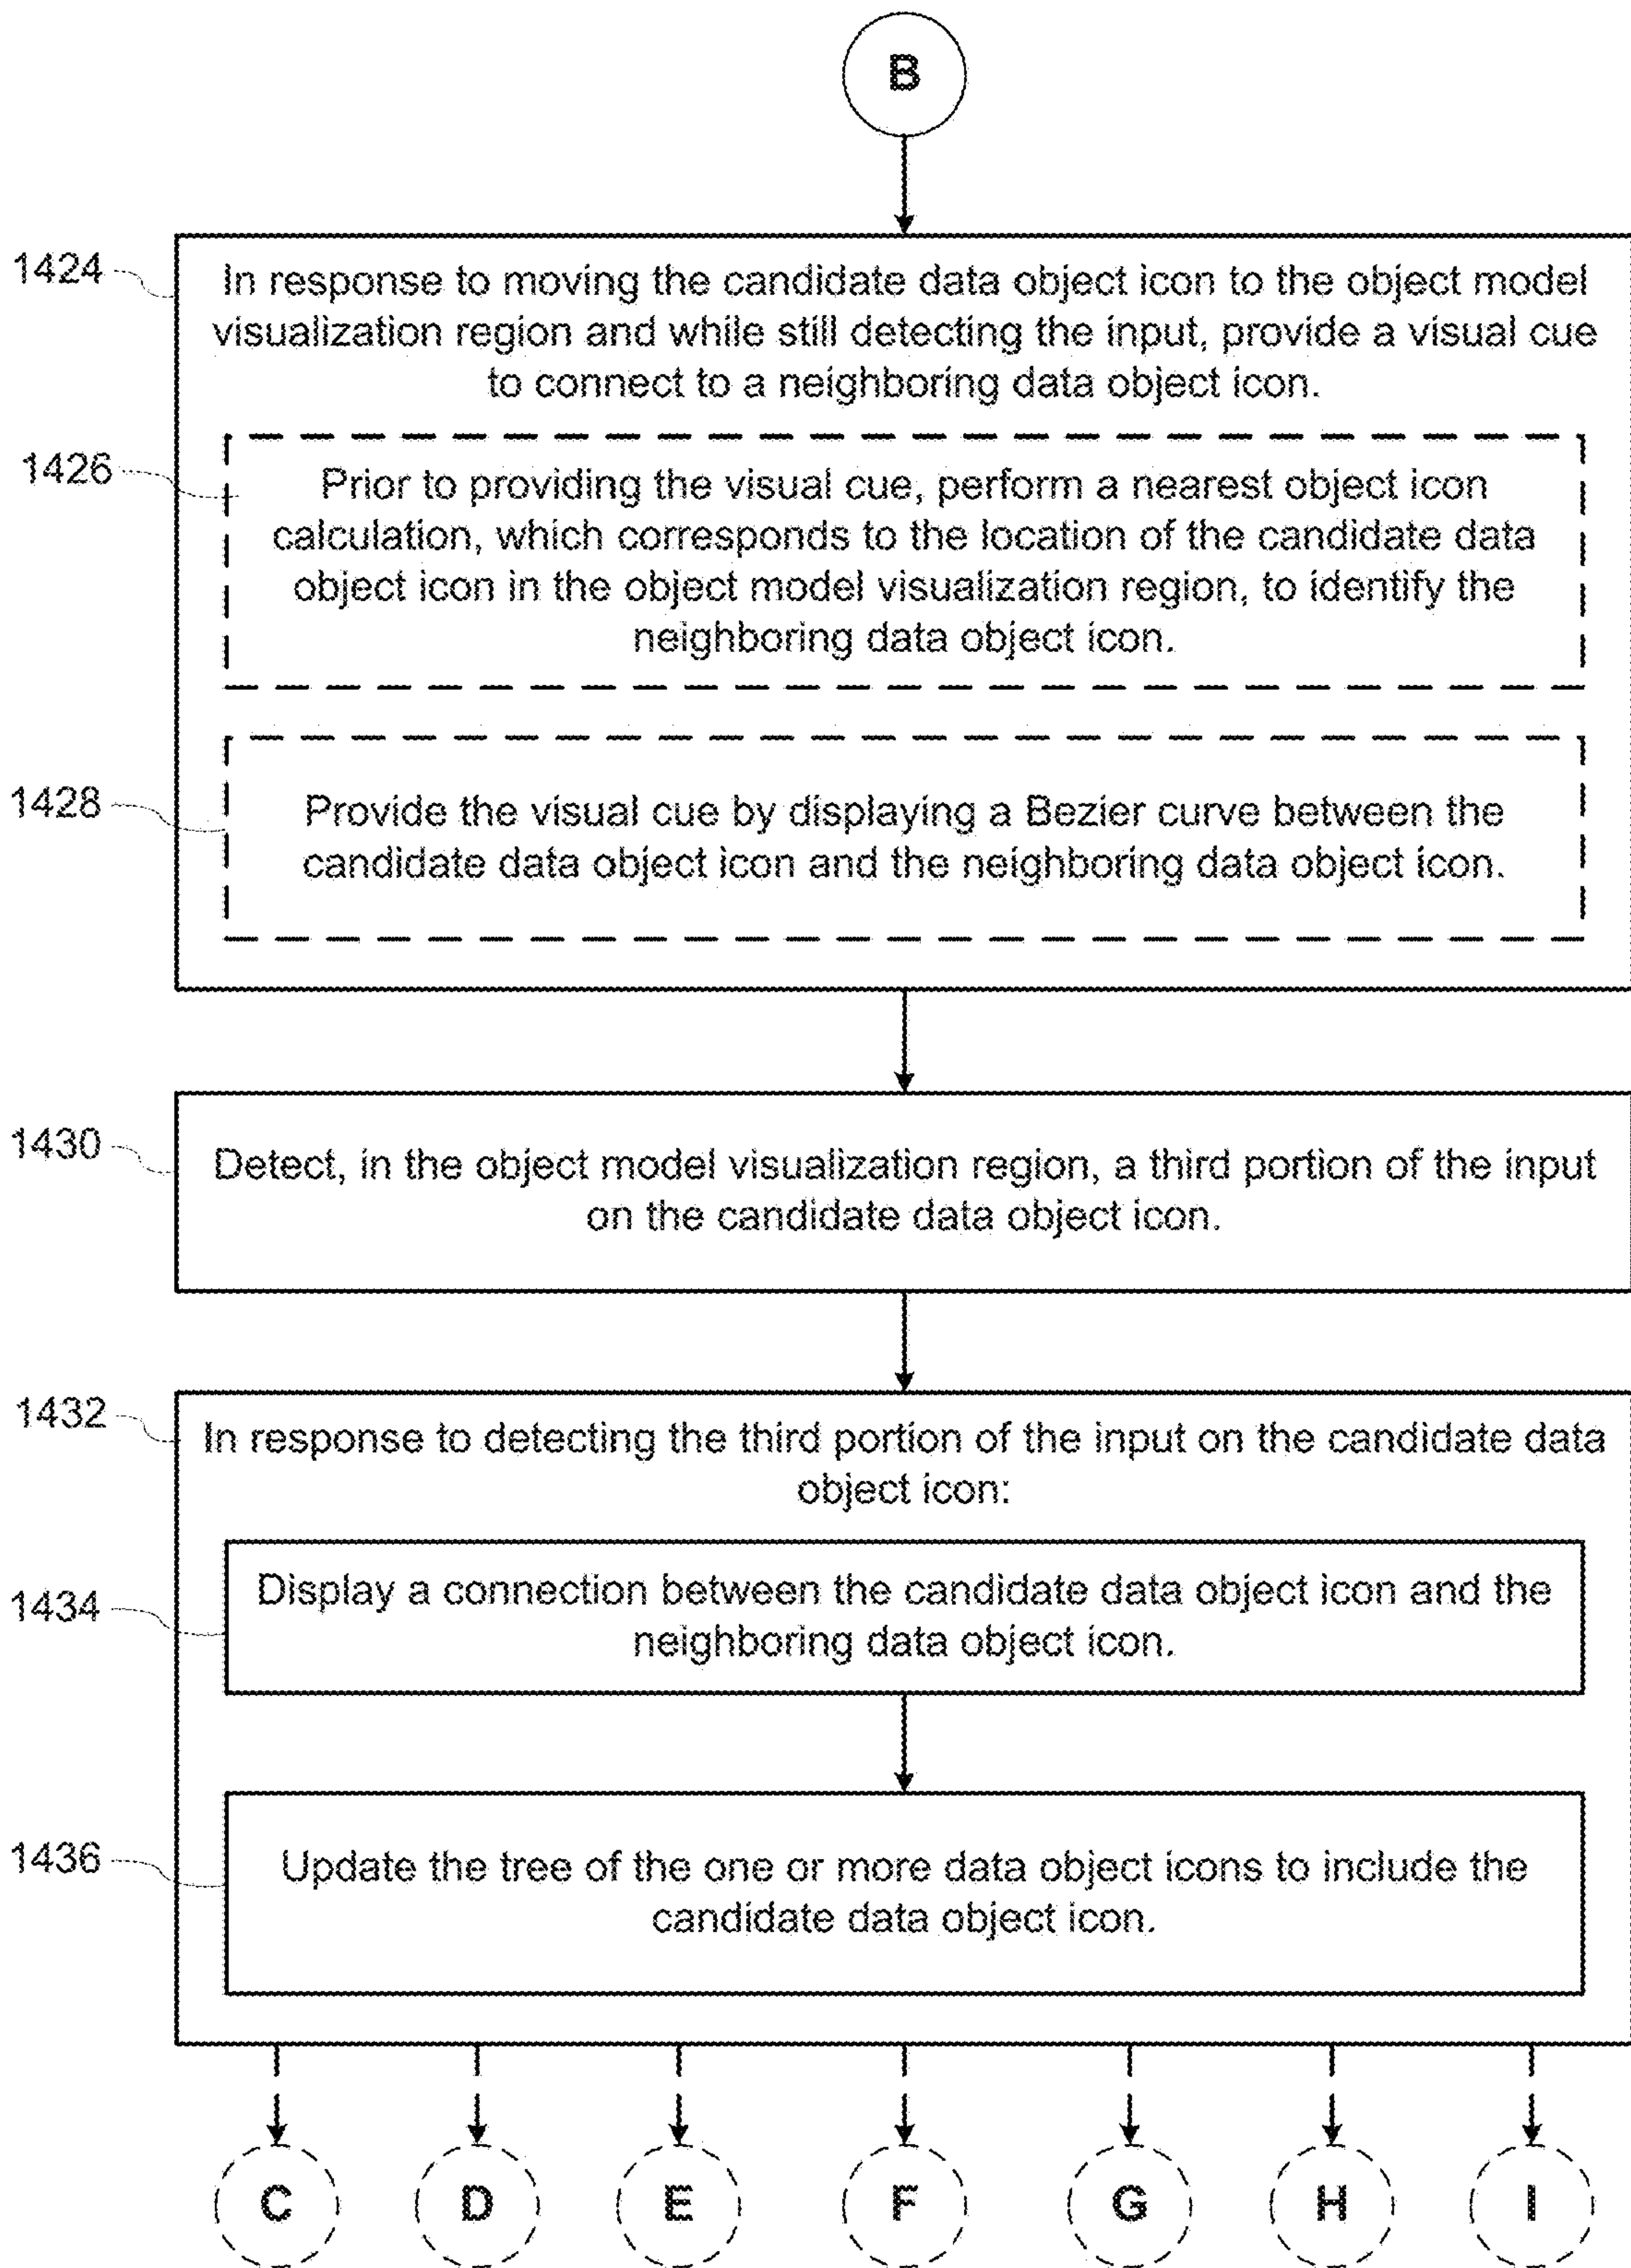 B
1424
In response to moving the candidate data object icon to the object model
visualization region and while still detecting the input, provide a visual cue
to connect to a neighboring data object icon.
1426
Prior to providing the visual cue, perform a nearest object icon
calculation, which corresponds to the location of the candidate data
object icon in the object model visualization region, to identify the
neighboring data object icon.
1428
Provide the visual cue by displaying a Bezier curve between the
candidate data object icon and the neighboring data object icon.
1430
Detect, in the object model visualization region, a third portion of the input
on the candidate data object icon.
1432
In response to detecting the third portion of the input on the candidate data
object icon:
1434
Display a connection between the candidate data object icon and the
neighboring data object icon.
1436
Update the tree of the one or more data object icons to include the
candidate data object icon.
C D E F G H I